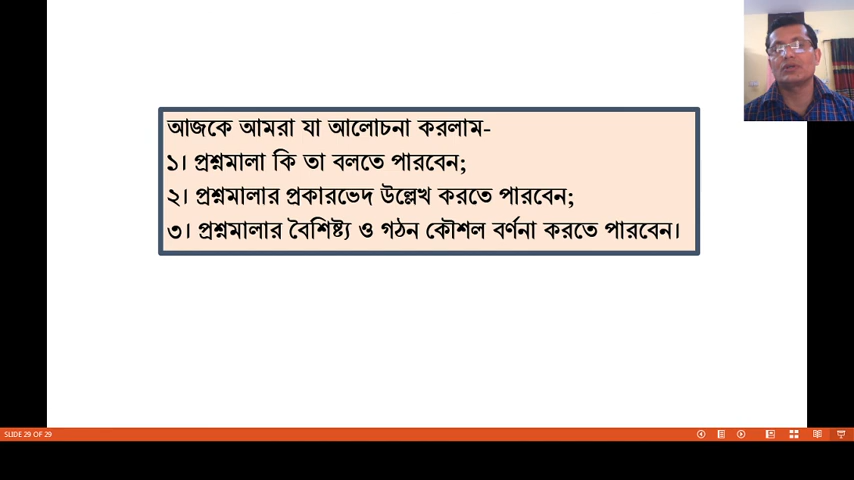 আজকে আমরা যা আলোচনা করলাম-
১। প্রশ্নমালা কি তা বলতে পারবেন;
২। প্রশ্নমালার প্রকারভেদ উল্লেখ করতে পারবেন;
৩। প্রশ্নমালার বৈশিষ্ট্য ও গঠন কৌশল বর্ণনা করতে পারবেন।
SLIDE 29 OF 29